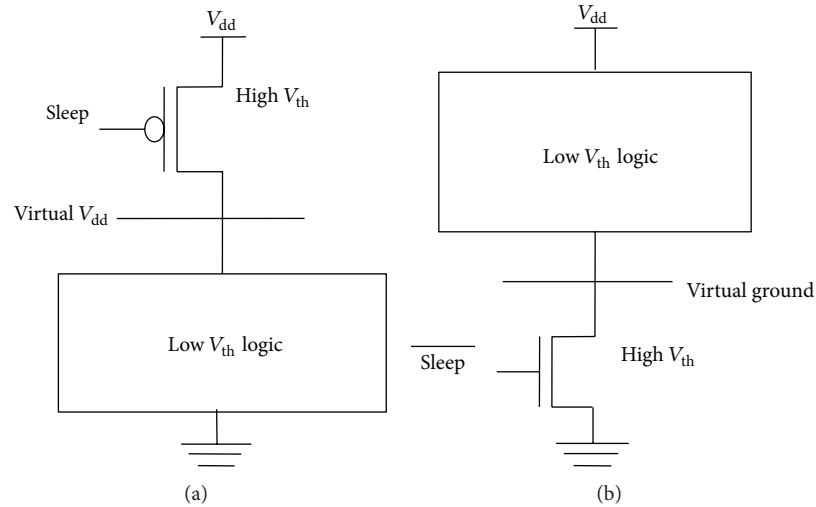 V_dd
High V_th
Sleep
Virtual V_dd
Low V_th logic
(a)
V_dd
Low V_th logic
Virtual ground
Sleep
High V_th
(b)